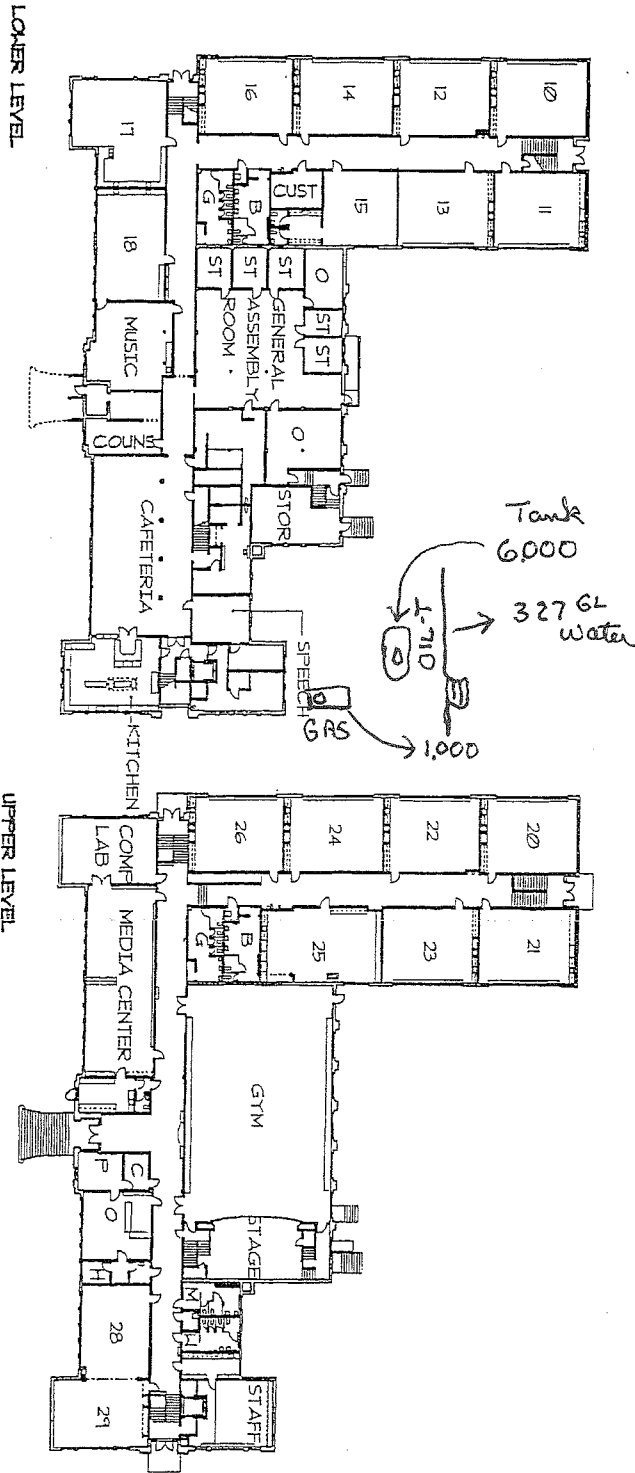 LOWER LEVEL
16
14
12
10
17
G
B
CUST
15
13
11
18
ST
ST
ST
O
ST
ST
GENERAL
ASSEMBLY
ROOM
MUSIC
COUNS
O
STOR
CAFETERIA
SPEECH
KITCHEN
Tank
6,000
OIL-T
327 GL
Water
GAS
1,000
UPPER LEVEL
26
24
22
20
COMP
LAB
G
B
25
23
21
MEDIA CENTER
GYM
P
C
O
STAGE
H
M
W
28
29
STAFF